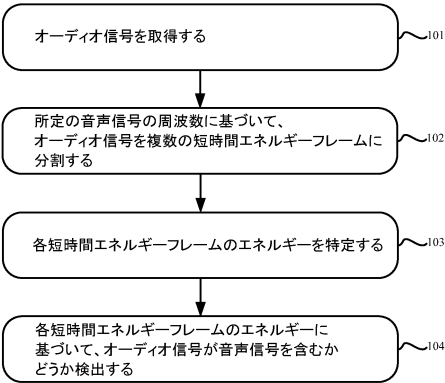 オーディオ信号を取得する
101
所定の音声信号の周波数に基づいて、
オーディオ信号を複数の短時間エネルギーフレームに
分割する
102
各短時間エネルギーフレームのエネルギーを特定する
103
各短時間エネルギーフレームのエネルギーに
基づいて、オーディオ信号が音声信号を含むか
どうか検出する
104